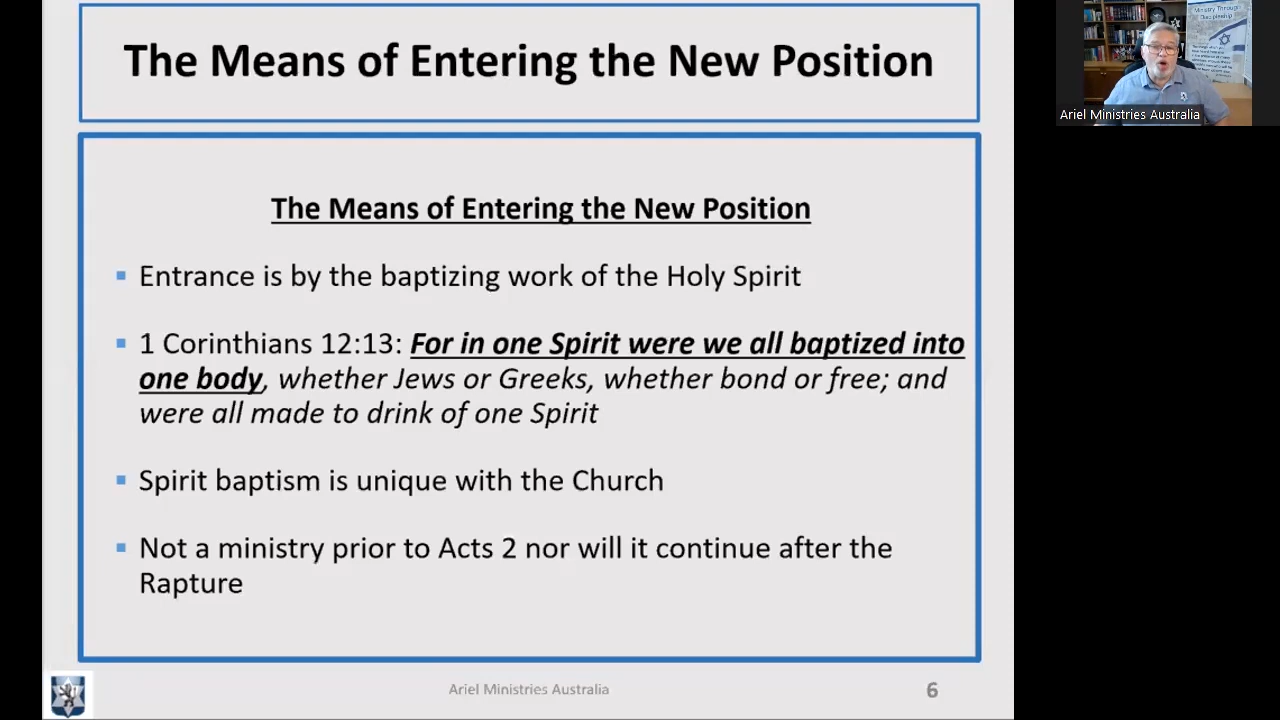 The Means of Entering the New Position
Ministry Through
Discipleship
Ariel Ministries Australia
The Means of Entering the New Position
▪ Entrance is by the baptizing work of the Holy Spirit
▪ 1 Corinthians 12:13: For in one Spirit were we all baptized into
one body, whether Jews or Greeks, whether bond or free; and
were all made to drink of one Spirit
▪ Spirit baptism is unique with the Church
▪ Not a ministry prior to Acts 2 nor will it continue after the
Rapture
Ariel Ministries Australia
6